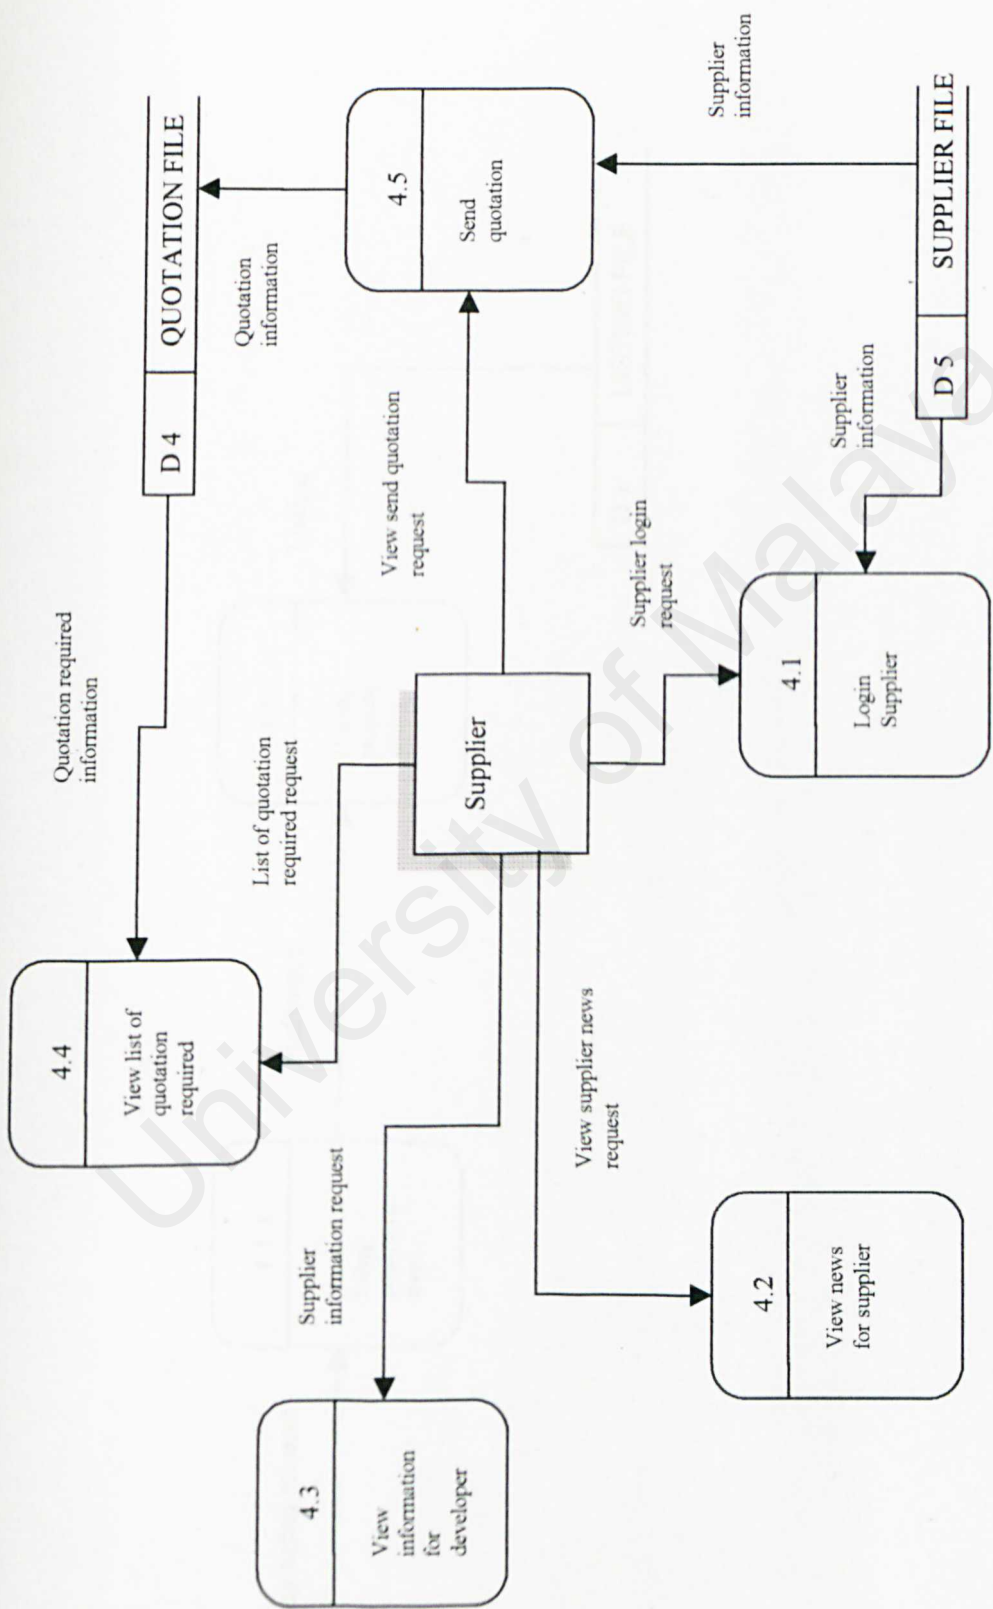 4.4
View list of
quotation
required
Quotation required
information
D 4
QUOTATION FILE
4.3
View
information
for
developer
Supplier
information request
List of quotation
required request
View send quotation
request
Quotation
information
4.5
Send
quotation
Supplier
4.2
View news
for supplier
View supplier news
request
Supplier login
request
4.1
Login
Supplier
Supplier
information
Supplier
information
D 5
SUPPLIER FILE
University of Malaya